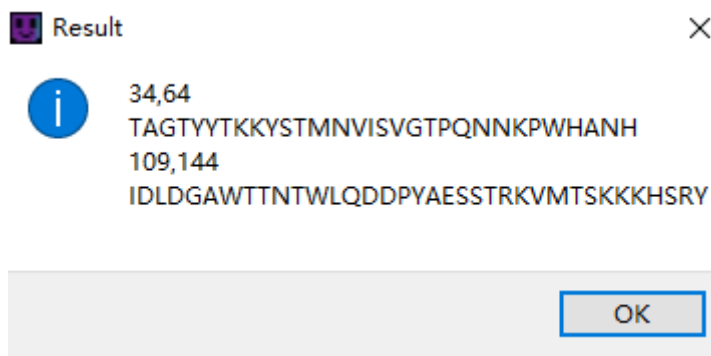 Result
34,64
TAGTYYTKKYSTMNVISVGTPQNNKPWHANH
109,144
IDLDGAWTTNTWLQDDPYAESSTRKVMTSKKKHSRY
OK